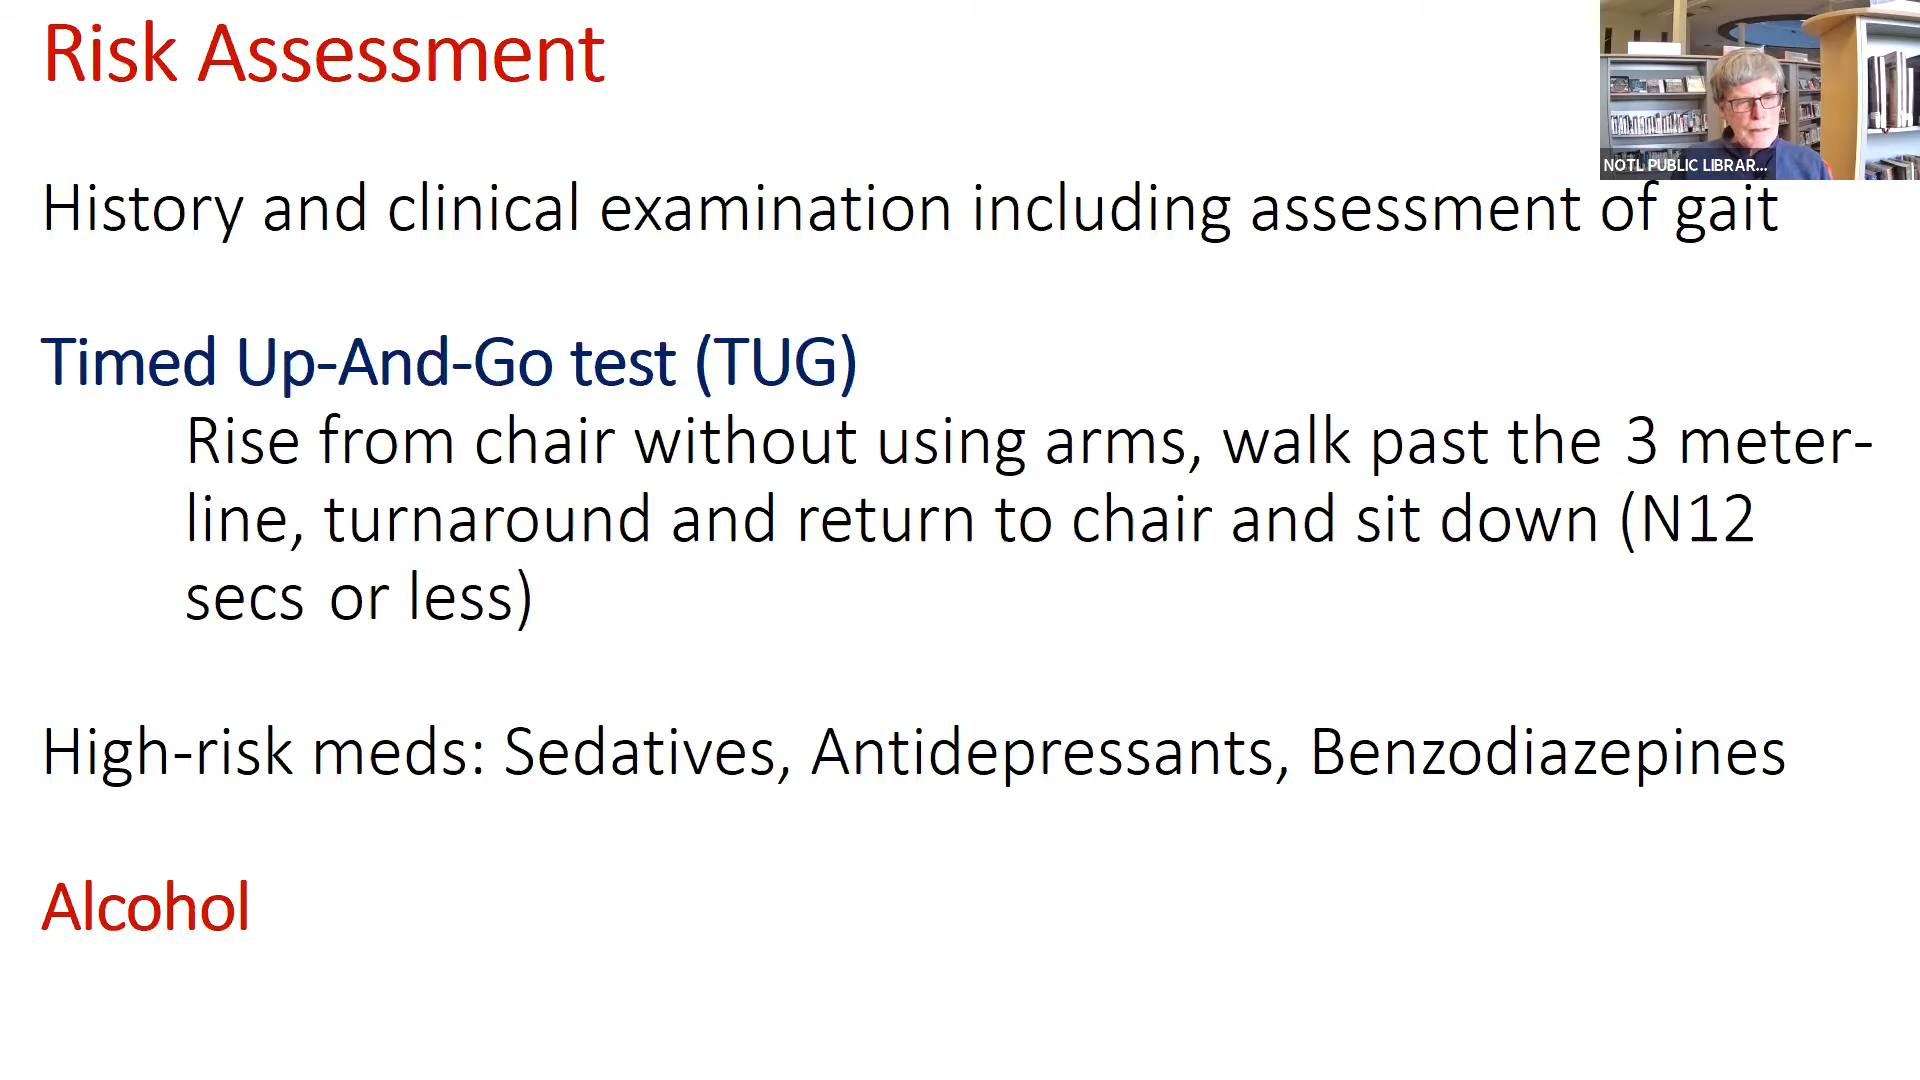 Risk Assessment
NOTL PUBLIC LIBRAR...
History and clinical examination including assessment of gait
Timed Up-And-Go test (TUG)
Rise from chair without using arms, walk past the 3 meter-
line, turnaround and return to chair and sit down (N12
secs or less)
High-risk meds: Sedatives, Antidepressants, Benzodiazepines
Alcohol